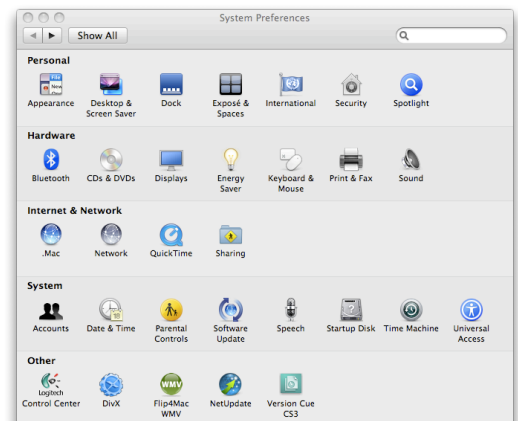 System Preferences
Show All
Personal
Appearance
Desktop &
Screen Saver
Dock
Exposé &
Spaces
International
Security
Spotlight
Hardware
Bluetooth
CDs & DVDs
Displays
Energy
Saver
Keyboard &
Mouse
Print & Fax
Sound
Internet & Network
.Mac
Network
QuickTime
Sharing
System
Accounts
Date & Time
Parental
Controls
Software
Update
Speech
Startup Disk
Time Machine
Universal
Access
Other
Logitech
Control Center
DivX
WMV
Flip4Mac
WMV
NetUpdate
Version Cue
CS3